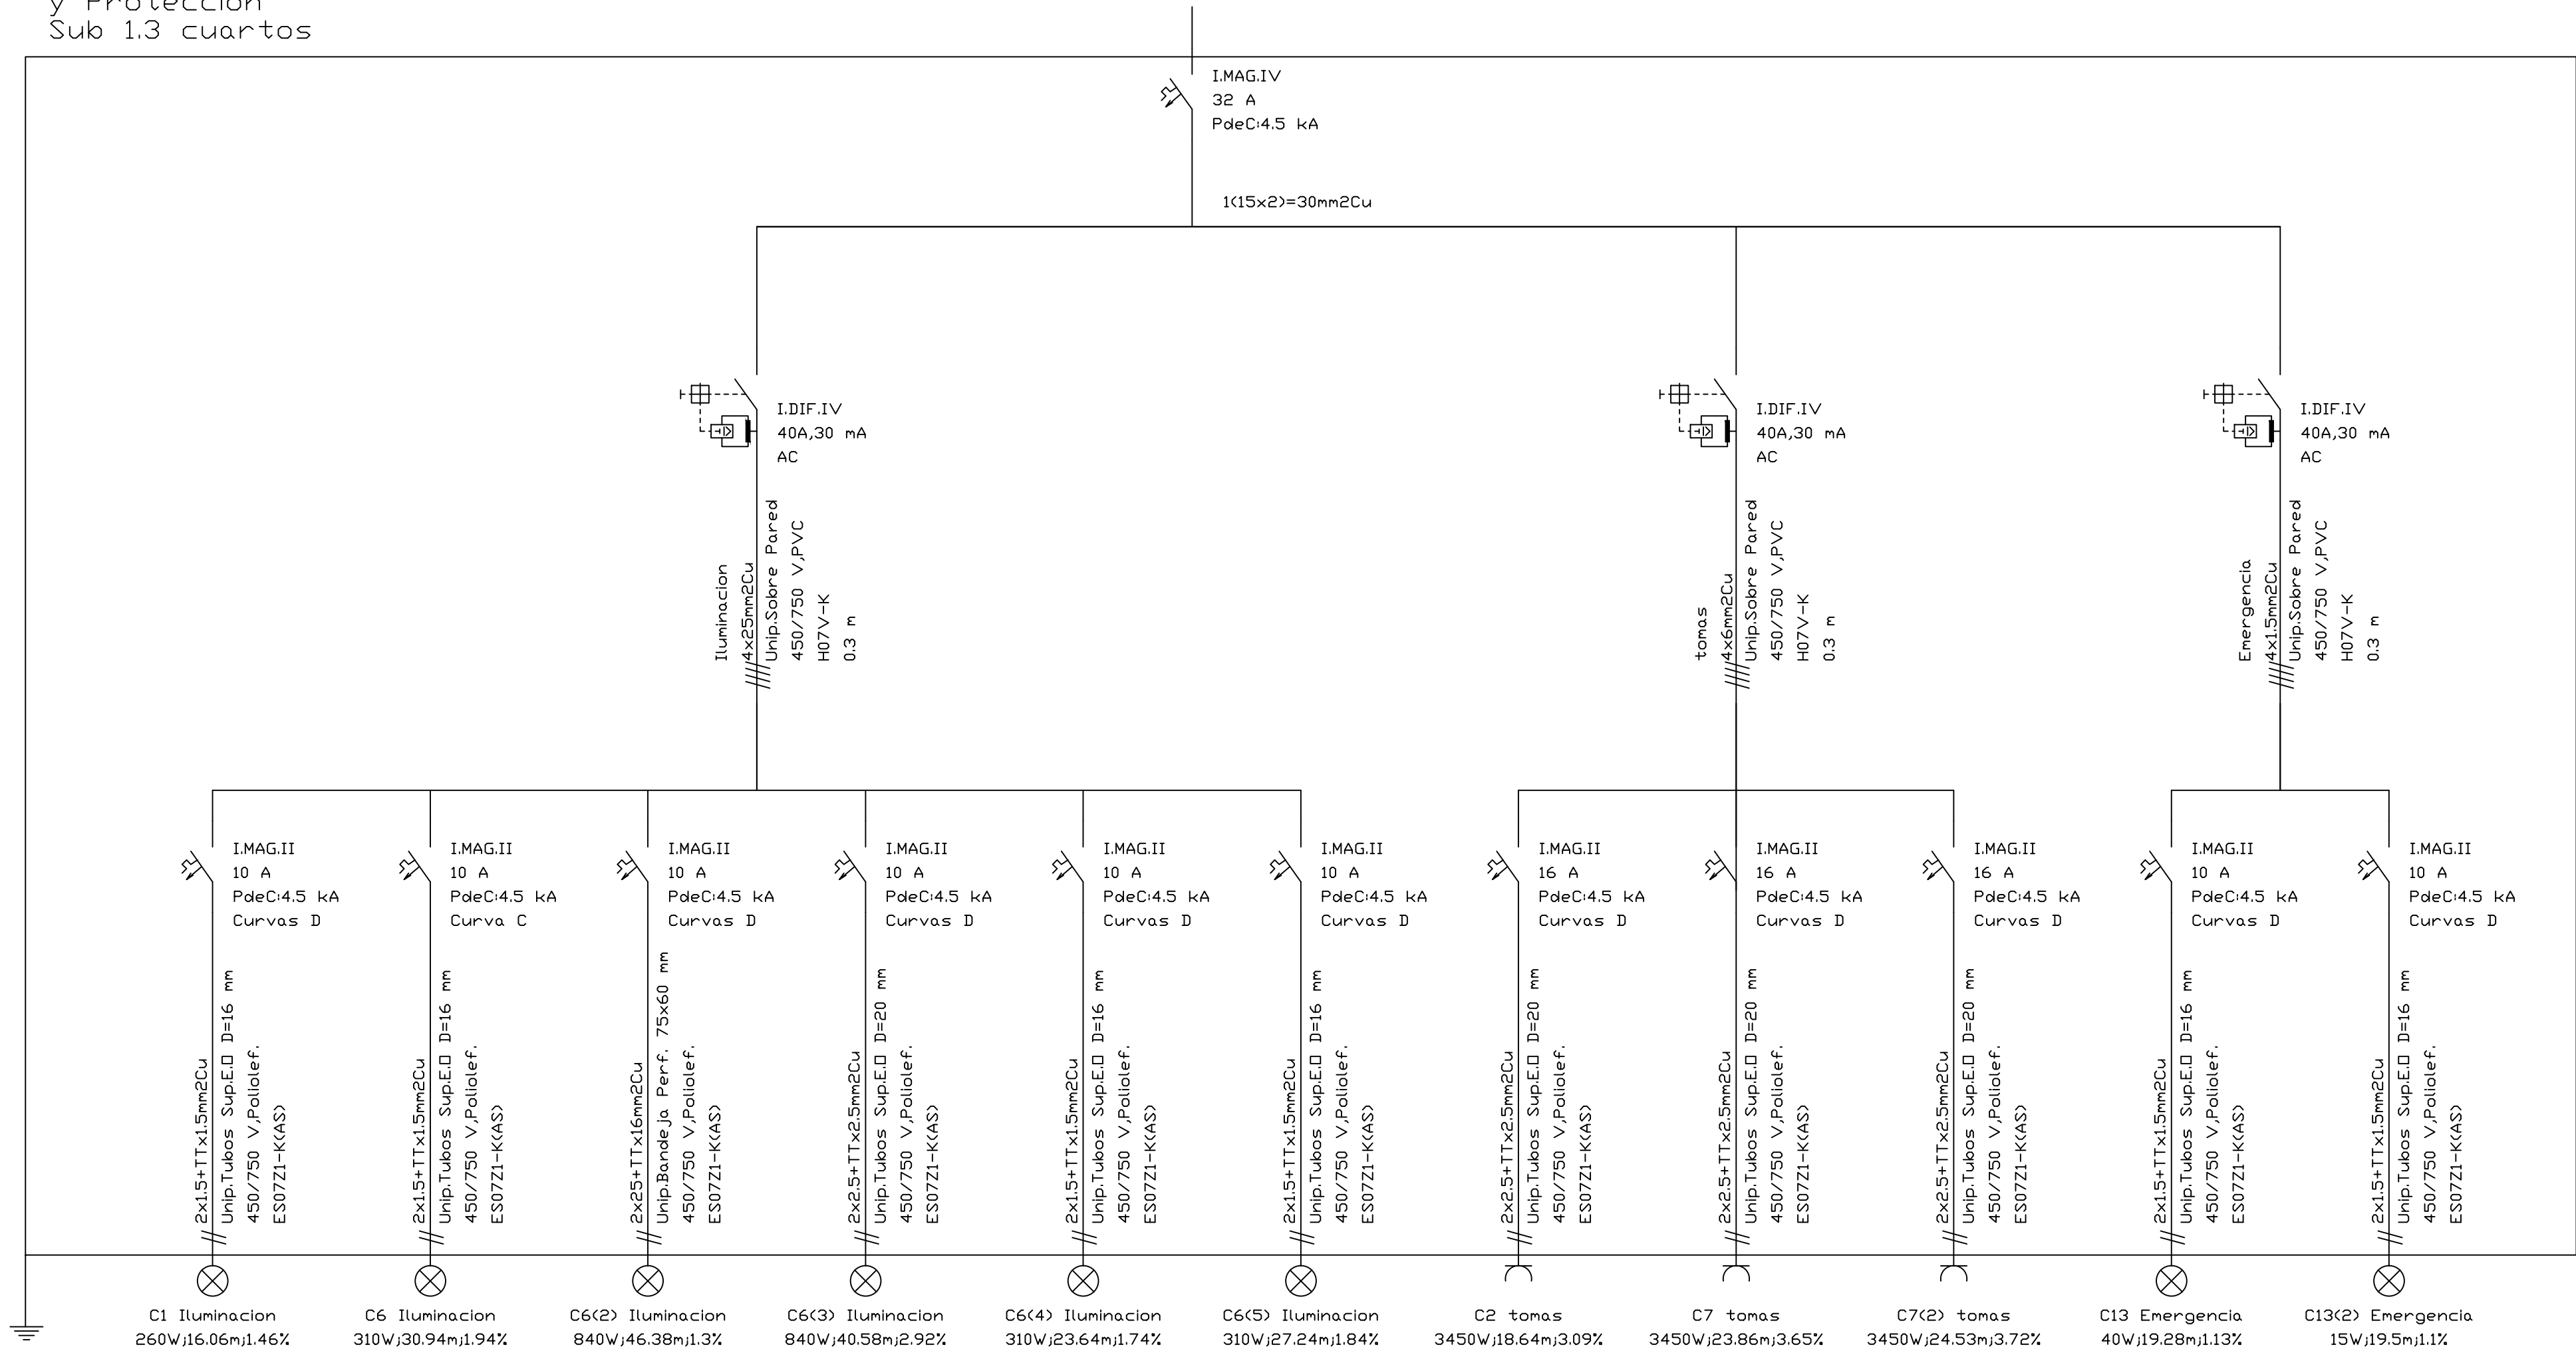 y Protección
Sub 1.3 cuartos
I.MAG.IV
32 A
PdeC:4.5 kA
1(15x2)=30mm2Cu
I.DIF.IV
40A,30 mA
AC
I.DIF.IV
40A,30 mA
AC
I.DIF.IV
40A,30 mA
AC
Iluminacion
4x25mm2Cu
Unip.Sobre Pared
450/750 V,PVC
H07V-K
0.3 m
tomas
4x6mm2Cu
Unip.Sobre Pared
450/750 V,PVC
H07V-K
0.3 m
Emergencia
4x1.5mm2Cu
Unip.Sobre Pared
450/750 V,PVC
H07V-K
0.3 m
I.MAG.II
10 A
PdeC:4.5 kA
Curvas D
I.MAG.II
10 A
PdeC:4.5 kA
Curva C
I.MAG.II
10 A
PdeC:4.5 kA
Curvas D
I.MAG.II
10 A
PdeC:4.5 kA
Curvas D
I.MAG.II
10 A
PdeC:4.5 kA
Curvas D
I.MAG.II
10 A
PdeC:4.5 kA
Curvas D
I.MAG.II
16 A
PdeC:4.5 kA
Curvas D
I.MAG.II
16 A
PdeC:4.5 kA
Curvas D
I.MAG.II
16 A
PdeC:4.5 kA
Curvas D
I.MAG.II
10 A
PdeC:4.5 kA
Curvas D
I.MAG.II
10 A
PdeC:4.5 kA
Curvas D
2x1.5+TTx1.5mm2Cu
Unip.Tubos Sup.E.O D=16 mm
450/750 V,Poliolef.
ES07Z1-K(AS)
2x1.5+TTx1.5mm2Cu
Unip.Tubos Sup.E.O D=16 mm
450/750 V,Poliolef.
ES07Z1-K(AS)
2x25+TTx16mm2Cu
Unip.Bandeja Perf. 75x60 mm
450/750 V,Poliolef.
ES07Z1-K(AS)
2x2.5+TTx2.5mm2Cu
Unip.Tubos Sup.E.O D=20 mm
450/750 V,Poliolef.
ES07Z1-K(AS)
2x1.5+TTx1.5mm2Cu
Unip.Tubos Sup.E.O D=16 mm
450/750 V,Poliolef.
ES07Z1-K(AS)
2x1.5+TTx1.5mm2Cu
Unip.Tubos Sup.E.O D=16 mm
450/750 V,Poliolef.
ES07Z1-K(AS)
2x2.5+TTx2.5mm2Cu
Unip.Tubos Sup.E.O D=20 mm
450/750 V,Poliolef.
ES07Z1-K(AS)
2x2.5+TTx2.5mm2Cu
Unip.Tubos Sup.E.O D=20 mm
450/750 V,Poliolef.
ES07Z1-K(AS)
2x2.5+TTx2.5mm2Cu
Unip.Tubos Sup.E.O D=20 mm
450/750 V,Poliolef.
ES07Z1-K(AS)
2x1.5+TTx1.5mm2Cu
Unip.Tubos Sup.E.O D=16 mm
450/750 V,Poliolef.
ES07Z1-K(AS)
2x1.5+TTx1.5mm2Cu
Unip.Tubos Sup.E.O D=16 mm
450/750 V,Poliolef.
ES07Z1-K(AS)
C1 Iluminacion
260W;16.06m;1.46%
C6 Iluminacion
310W;30.94m;1.94%
C6(2) Iluminacion
840W;46.38m;1.3%
C6(3) Iluminacion
840W;40.58m;2.92%
C6(4) Iluminacion
310W;23.64m;1.74%
C6(5) Iluminacion
310W;27.24m;1.84%
C2 tomas
3450W;18.64m;3.09%
C7 tomas
3450W;23.86m;3.65%
C7(2) tomas
3450W;24.53m;3.72%
C13 Emergencia
40W;19.28m;1.13%
C13(2) Emergencia
15W;19.5m;1.1%